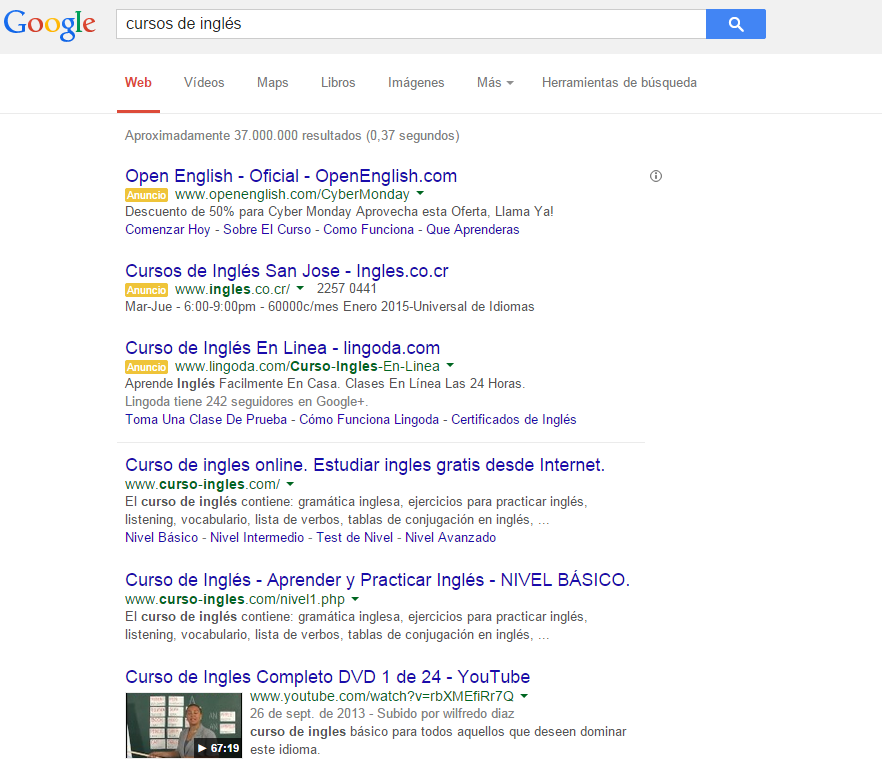 Google
cursos de inglés
Web Vídeos Maps Libros Imágenes Más Herramientas de búsqueda
Aproximadamente 37.000.000 resultados (0,37 segundos)
Open English - Oficial - OpenEnglish.com
Anuncio www.openenglish.com/CyberMonday
Descuento de 50% para Cyber Monday Aprovecha esta Oferta, Llama Ya!
Comenzar Hoy - Sobre El Curso - Como Funciona - Que Aprenderas
Cursos de Inglés San Jose - Ingles.co.cr
Anuncio www.ingles.co.cr/ 2257 0441
Mar-Jue - 6:00-9:00pm - 60000c/mes Enero 2015-Universal de Idiomas
Curso de Inglés En Linea - lingoda.com
Anuncio www.lingoda.com/Curso-Ingles-En-Linea
Aprende Inglés Facilmente En Casa. Clases En Línea Las 24 Horas.
Lingoda tiene 242 seguidores en Google+.
Toma Una Clase De Prueba - Cómo Funciona Lingoda - Certificados de Inglés
Curso de ingles online. Estudiar ingles gratis desde Internet.
www.curso-ingles.com/
El curso de inglés contiene: gramática inglesa, ejercicios para practicar inglés,
listening, vocabulario, lista de verbos, tablas de conjugación en inglés, ...
Nivel Básico - Nivel Intermedio - Test de Nivel - Nivel Avanzado
Curso de Inglés - Aprender y Practicar Inglés - NIVEL BÁSICO.
www.curso-ingles.com/nivel1.php
El curso de inglés contiene: gramática inglesa, ejercicios para practicar inglés,
listening, vocabulario, lista de verbos, tablas de conjugación en inglés, ...
Curso de Ingles Completo DVD 1 de 24 - YouTube
www.youtube.com/watch?v=rbXMEfiRr7Q
26 de sept. de 2013 - Subido por wilfredo diaz
curso de ingles básico para todos aquellos que deseen dominar
este idioma.
67:19